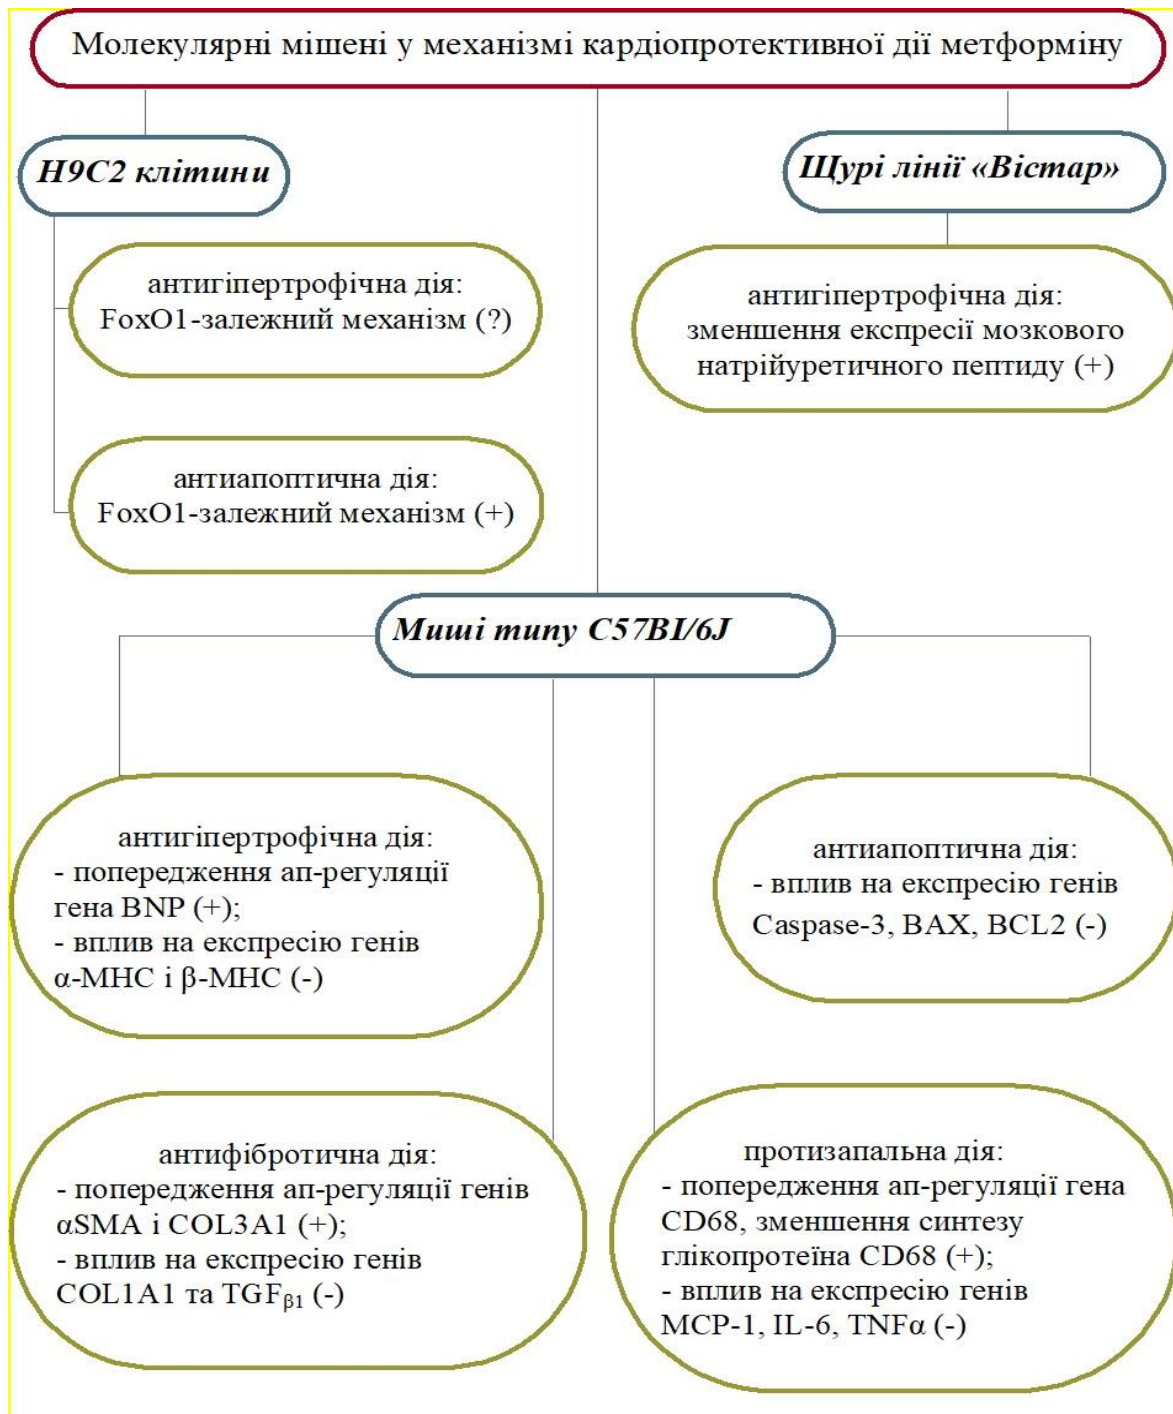 Молекулярні мішені у механізмі кардіопротективної дії метформіну
H9C2 клітини
Щурі лінії «Вістар»
антигіпертрофічна дія:
FoxO1-залежний механізм (?)
антигіпертрофічна дія:
зменшення експресії мозкового
натрійуретичного пептиду (+)
антиапоптична дія:
FoxO1-залежний механізм (+)
Миші типу C57BI/6J
антигіпертрофічна дія:
- попередження ап-регуляції
гена BNP (+);
- вплив на експресію генів
α-MHC і β-MHC (-)
антиапоптична дія:
- вплив на експресію генів
Caspase-3, BAX, BCL2 (-)
антифібротична дія:
- попередження ап-регуляції генів
αSMA і COL3A1 (+);
- вплив на експресію генів
COL1A1 та TGFβ1 (-)
протизапальна дія:
- попередження ап-регуляції гена
CD68, зменшення синтезу
глікопротеїна CD68 (+);
- вплив на експресію генів
MCP-1, IL-6, TNFα (-)